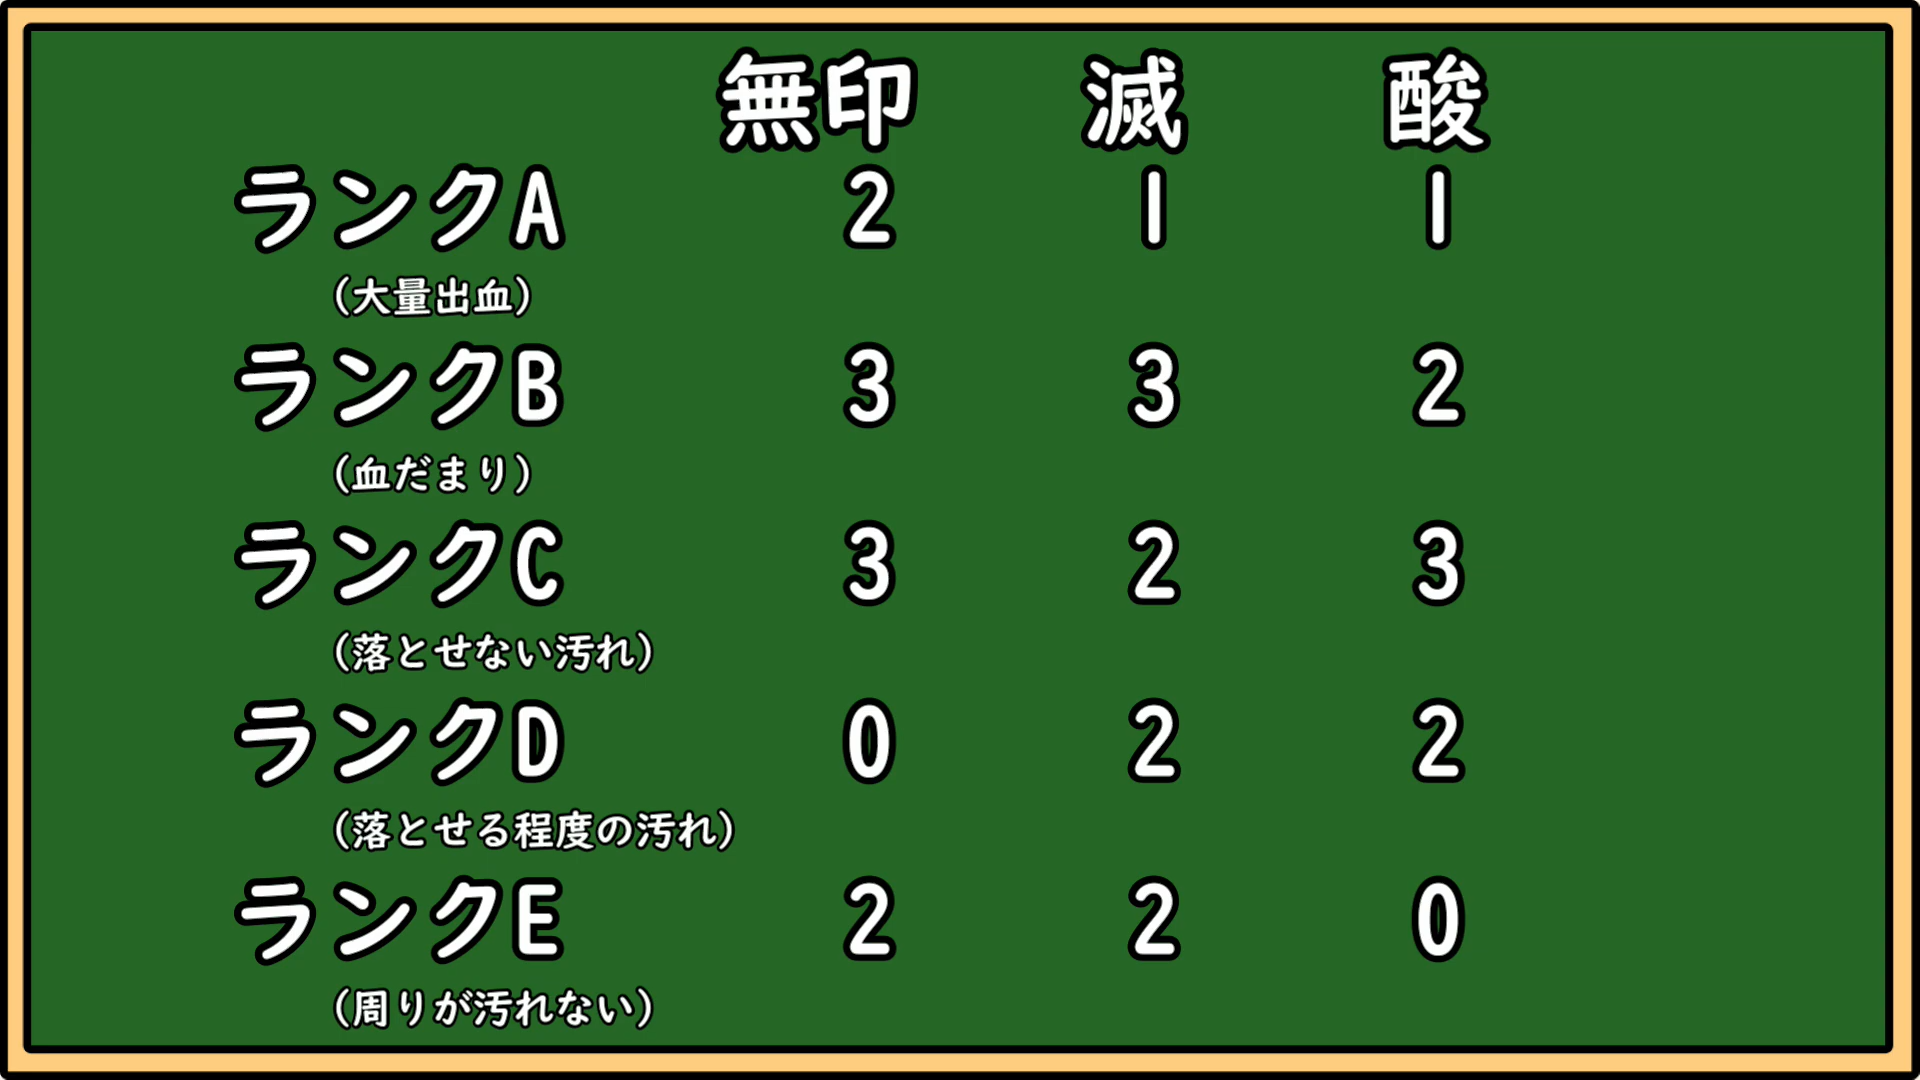 無印 滅 酸
ランクA 2 1 1
(大量出血)
ランクB 3 3 2
(血だまり)
ランクC 3 2 3
(落とせない汚れ)
ランクD 0 2 2
(落とせる程度の汚れ)
ランクE 2 2 0
(周りが汚れない)